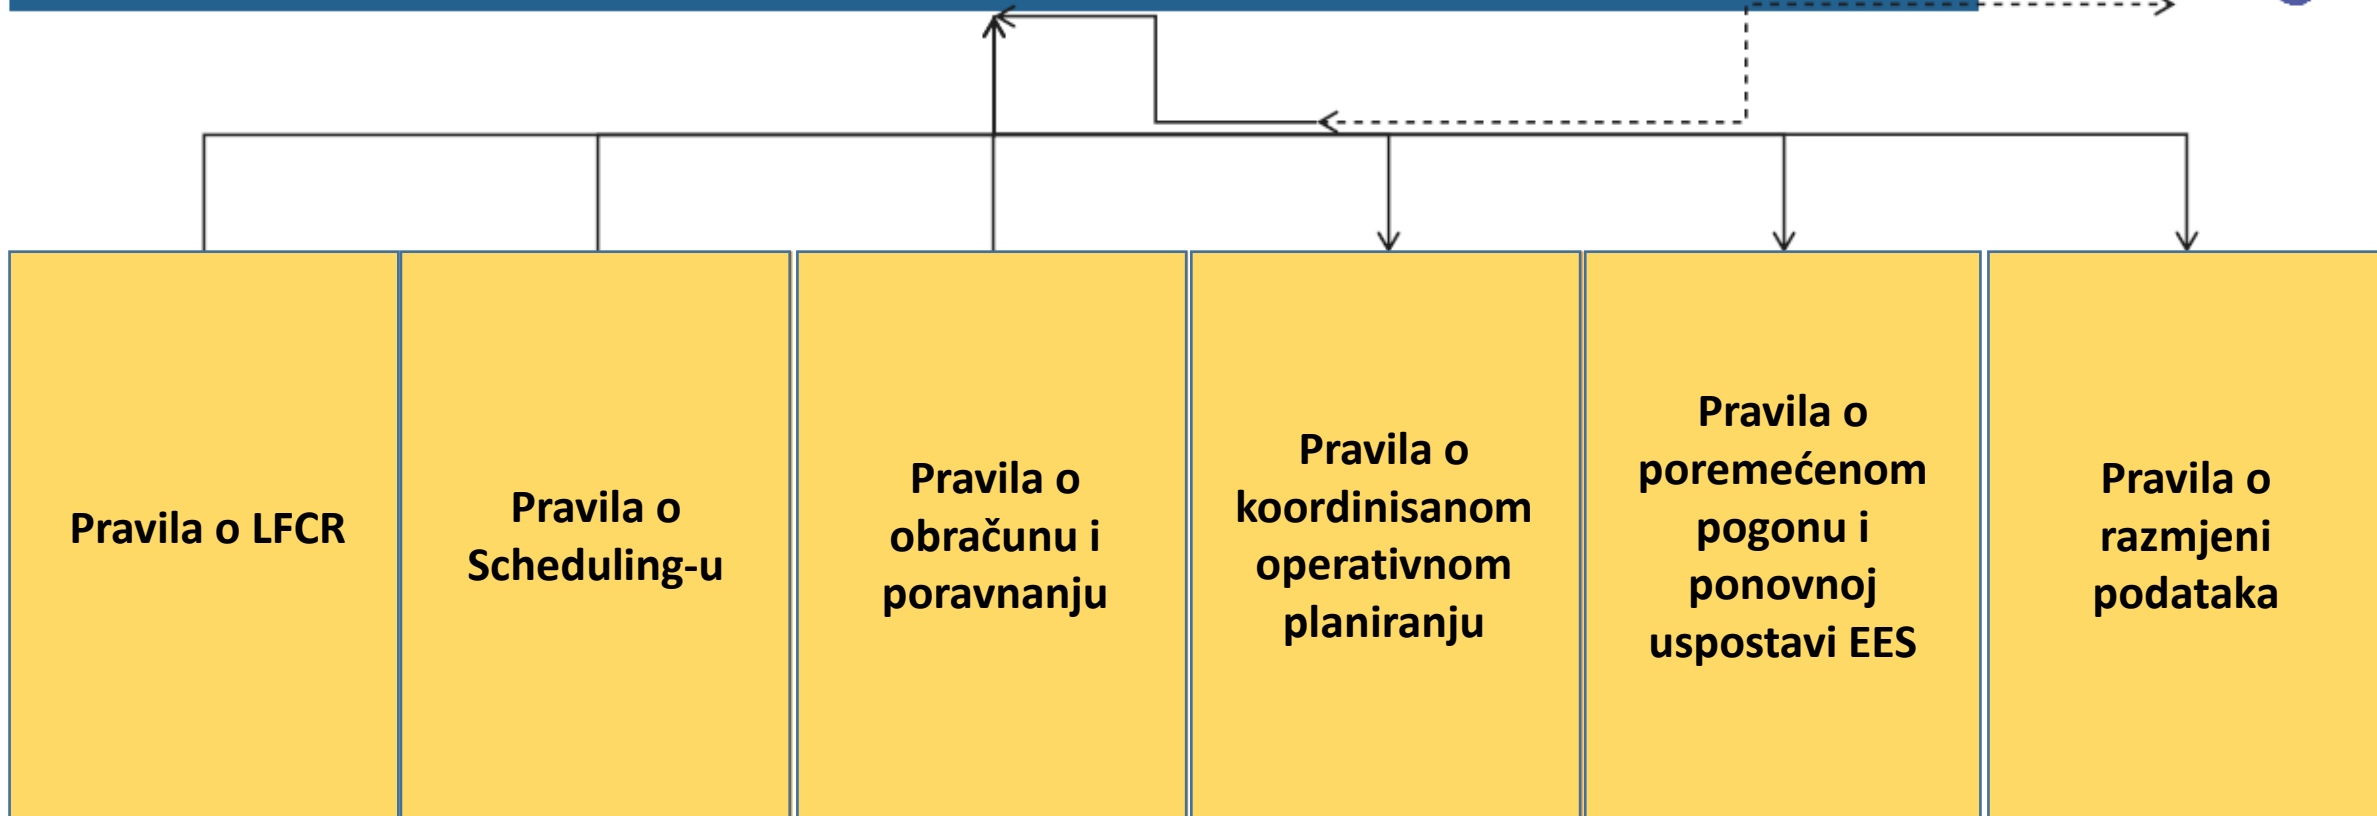 Pravila o LFCR
Pravila o
Scheduling-u
Pravila o
obračunu i
poravnanju
Pravila o
koordinisanom
operativnom
planiranju
Pravila o
poremećenom
pogonu i
ponovnoj
uspostavi EES
Pravila o
razmjeni
podataka